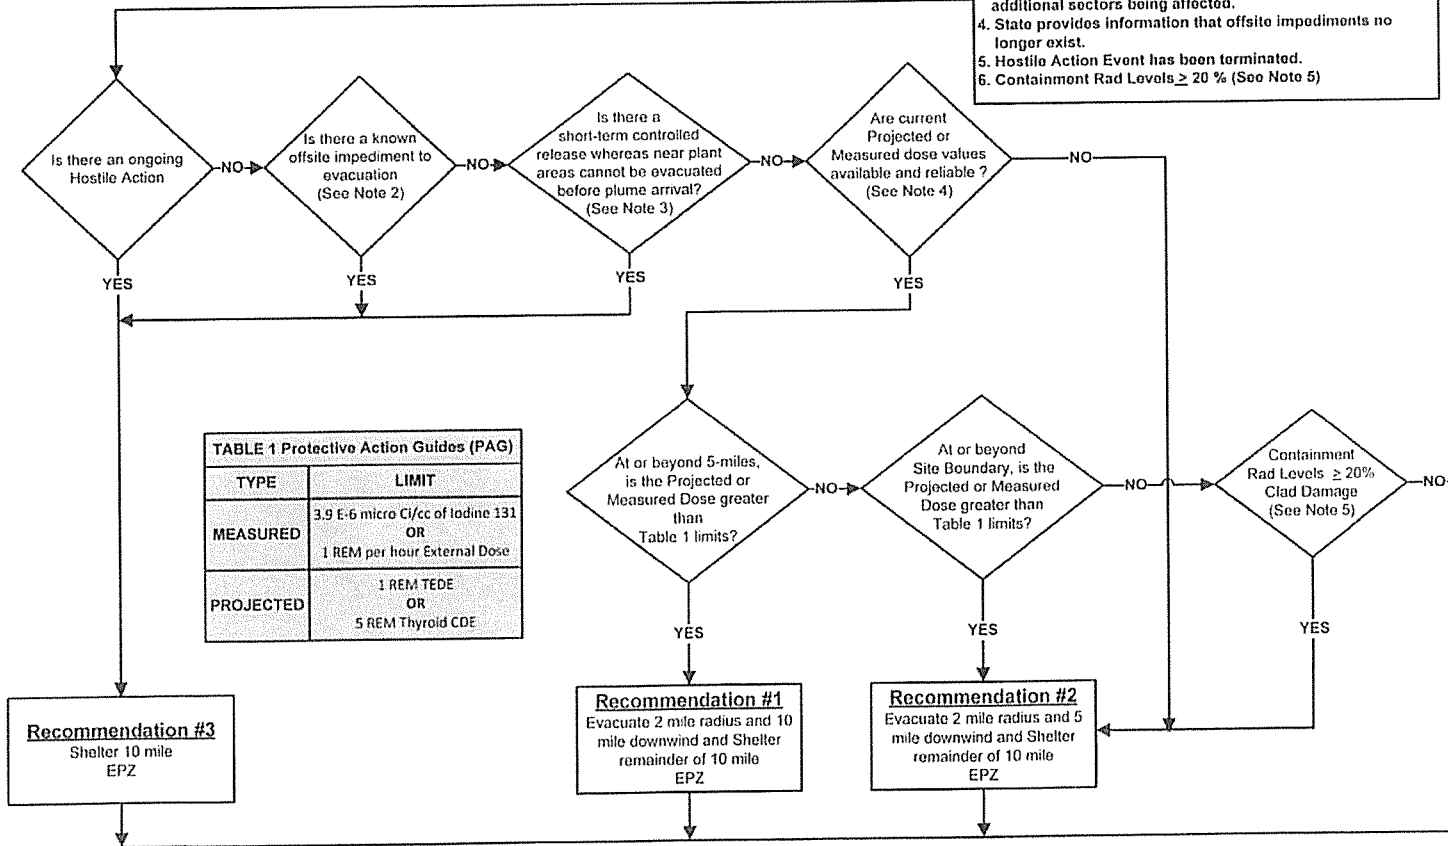 additional sectors being affected.
4. State provides information that offsite impediments no
longer exist.
5. Hostile Action Event has been terminated.
6. Containment Rad Levels ≥ 20 % (See Note 5)
Is there an ongoing
Hostile Action
NO
Is there a known
offsite impediment to
evacuation
(See Note 2)
NO
Is there a
short-term controlled
release whereas near plant
areas cannot be evacuated
before plume arrival?
(See Note 3)
NO
Are current
Projected or
Measured dose values
available and reliable ?
(See Note 4)
NO
YES
YES
YES
YES
TABLE 1 Protective Action Guides (PAG)
TYPE
LIMIT
MEASURED
3.9 E-6 micro Ci/cc of Iodine 131
OR
1 REM per hour External Dose
PROJECTED
1 REM TEDE
OR
5 REM Thyroid CDE
At or beyond 5-miles,
is the Projected or
Measured Dose greater
than
Table 1 limits?
NO
At or beyond
Site Boundary, is the
Projected or Measured
Dose greater than
Table 1 limits?
NO
Containment
Rad Levels ≥ 20%
Clad Damage
(See Note 5)
NO
YES
YES
YES
Recommendation #3
Shelter 10 mile
EPZ
Recommendation #1
Evacuate 2 mile radius and 10
mile downwind and Shelter
remainder of 10 mile
EPZ
Recommendation #2
Evacuate 2 mile radius and 5
mile downwind and Shelter
remainder of 10 mile
EPZ